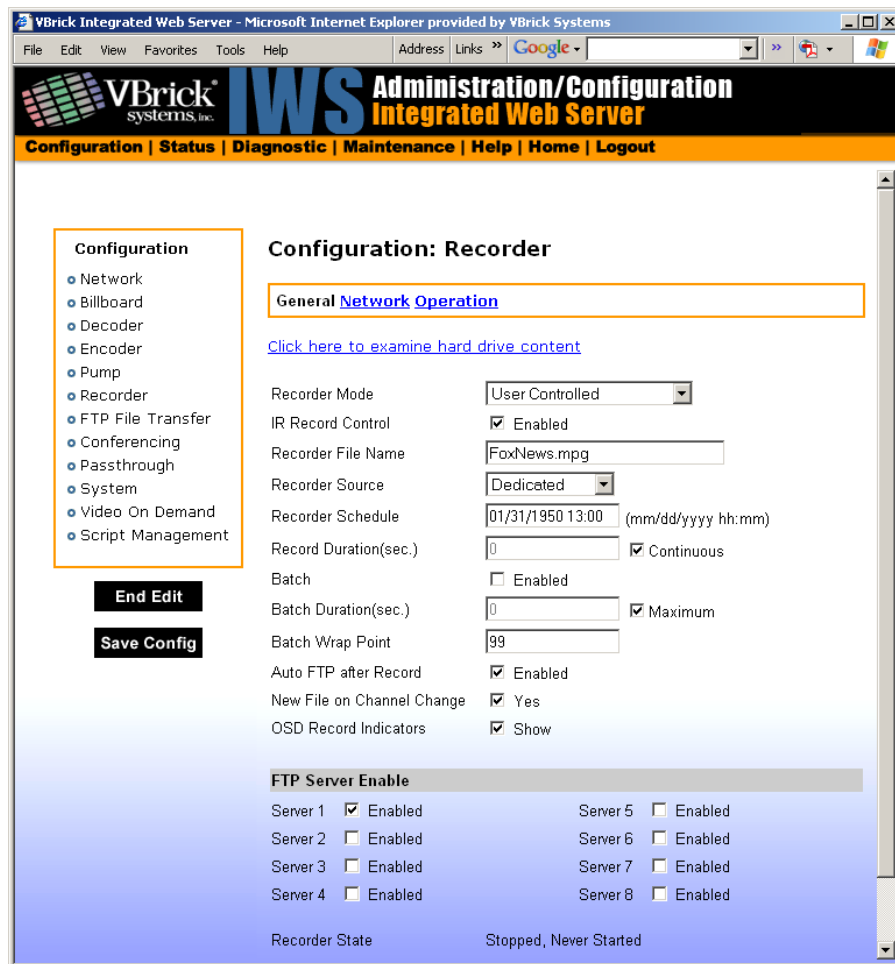 VBrick Integrated Web Server - Microsoft Internet Explorer provided by VBrick Systems
File Edit View Favorites Tools Help Address Links » Google »
VBrick systems, inc.
IWS Administration/Configuration
Integrated Web Server
Configuration | Status | Diagnostic | Maintenance | Help | Home | Logout
Configuration
Network
Billboard
Decoder
Encoder
Pump
Recorder
FTP File Transfer
Conferencing
Passthrough
System
Video On Demand
Script Management
End Edit
Save Config
Configuration: Recorder
General Network Operation
Click here to examine hard drive content
Recorder Mode User Controlled
IR Record Control Enabled
Recorder File Name FoxNews.mpg
Recorder Source Dedicated
Recorder Schedule 01/31/1950 13:00 (mm/dd/yyyy hh:mm)
Record Duration(sec.) 0 Continuous
Batch Enabled
Batch Duration(sec.) 0 Maximum
Batch Wrap Point 99
Auto FTP after Record Enabled
New File on Channel Change Yes
OSD Record Indicators Show
FTP Server Enable
Server 1 Enabled Server 5 Enabled
Server 2 Enabled Server 6 Enabled
Server 3 Enabled Server 7 Enabled
Server 4 Enabled Server 8 Enabled
Recorder State Stopped, Never Started